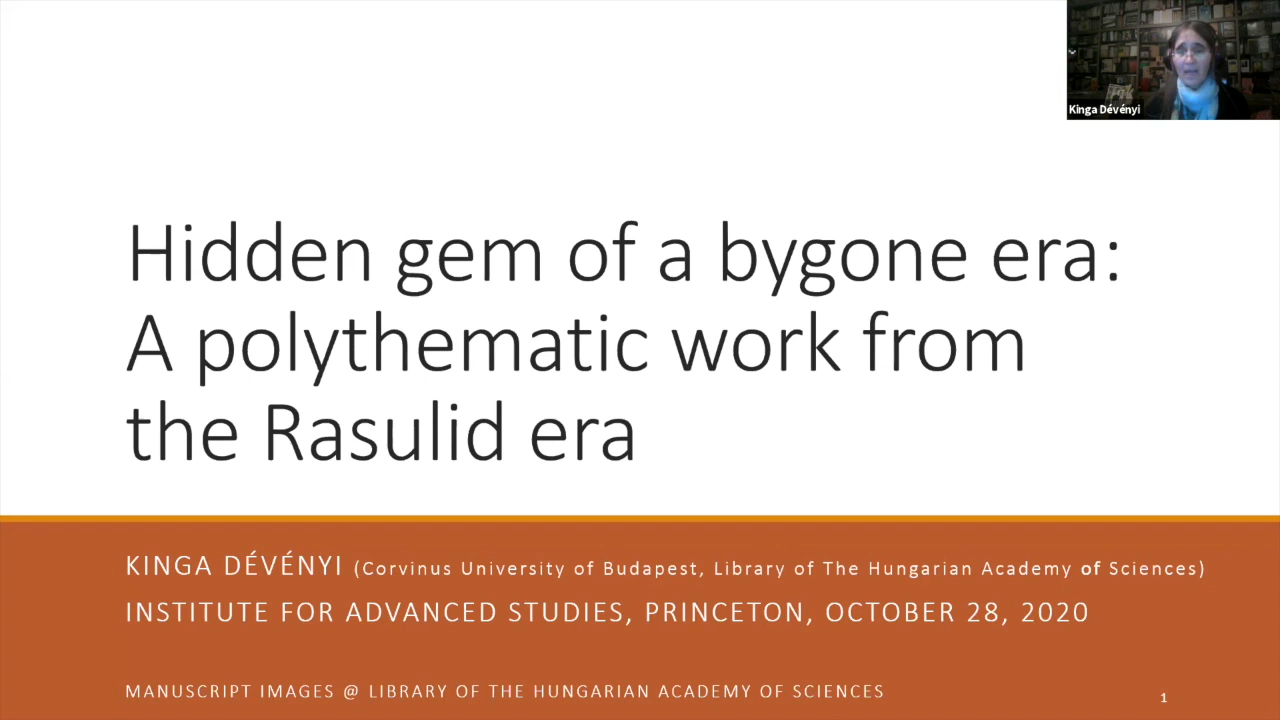 Kinga Dévényi
Hidden gem of a bygone era:
A polythematic work from
the Rasulid era
KINGA DÉVÉNYI (Corvinus University of Budapest, Library of The Hungarian Academy of Sciences)
INSTITUTE FOR ADVANCED STUDIES, PRINCETON, OCTOBER 28, 2020
MANUSCRIPT IMAGES @ LIBRARY OF THE HUNGARIAN ACADEMY OF SCIENCES
1